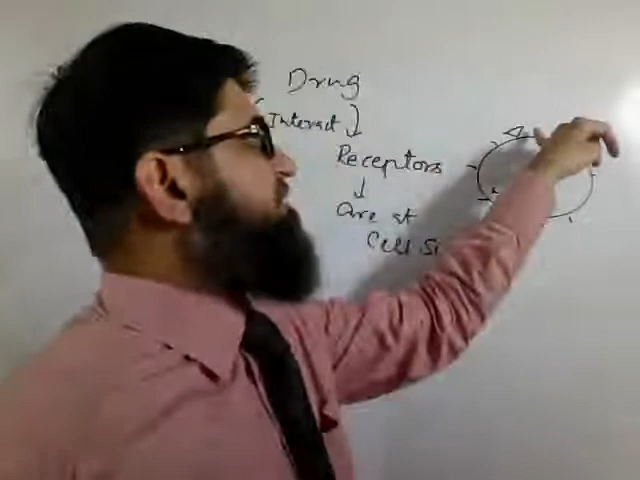 Drug
Interact
Receptors
Are at
Cell S